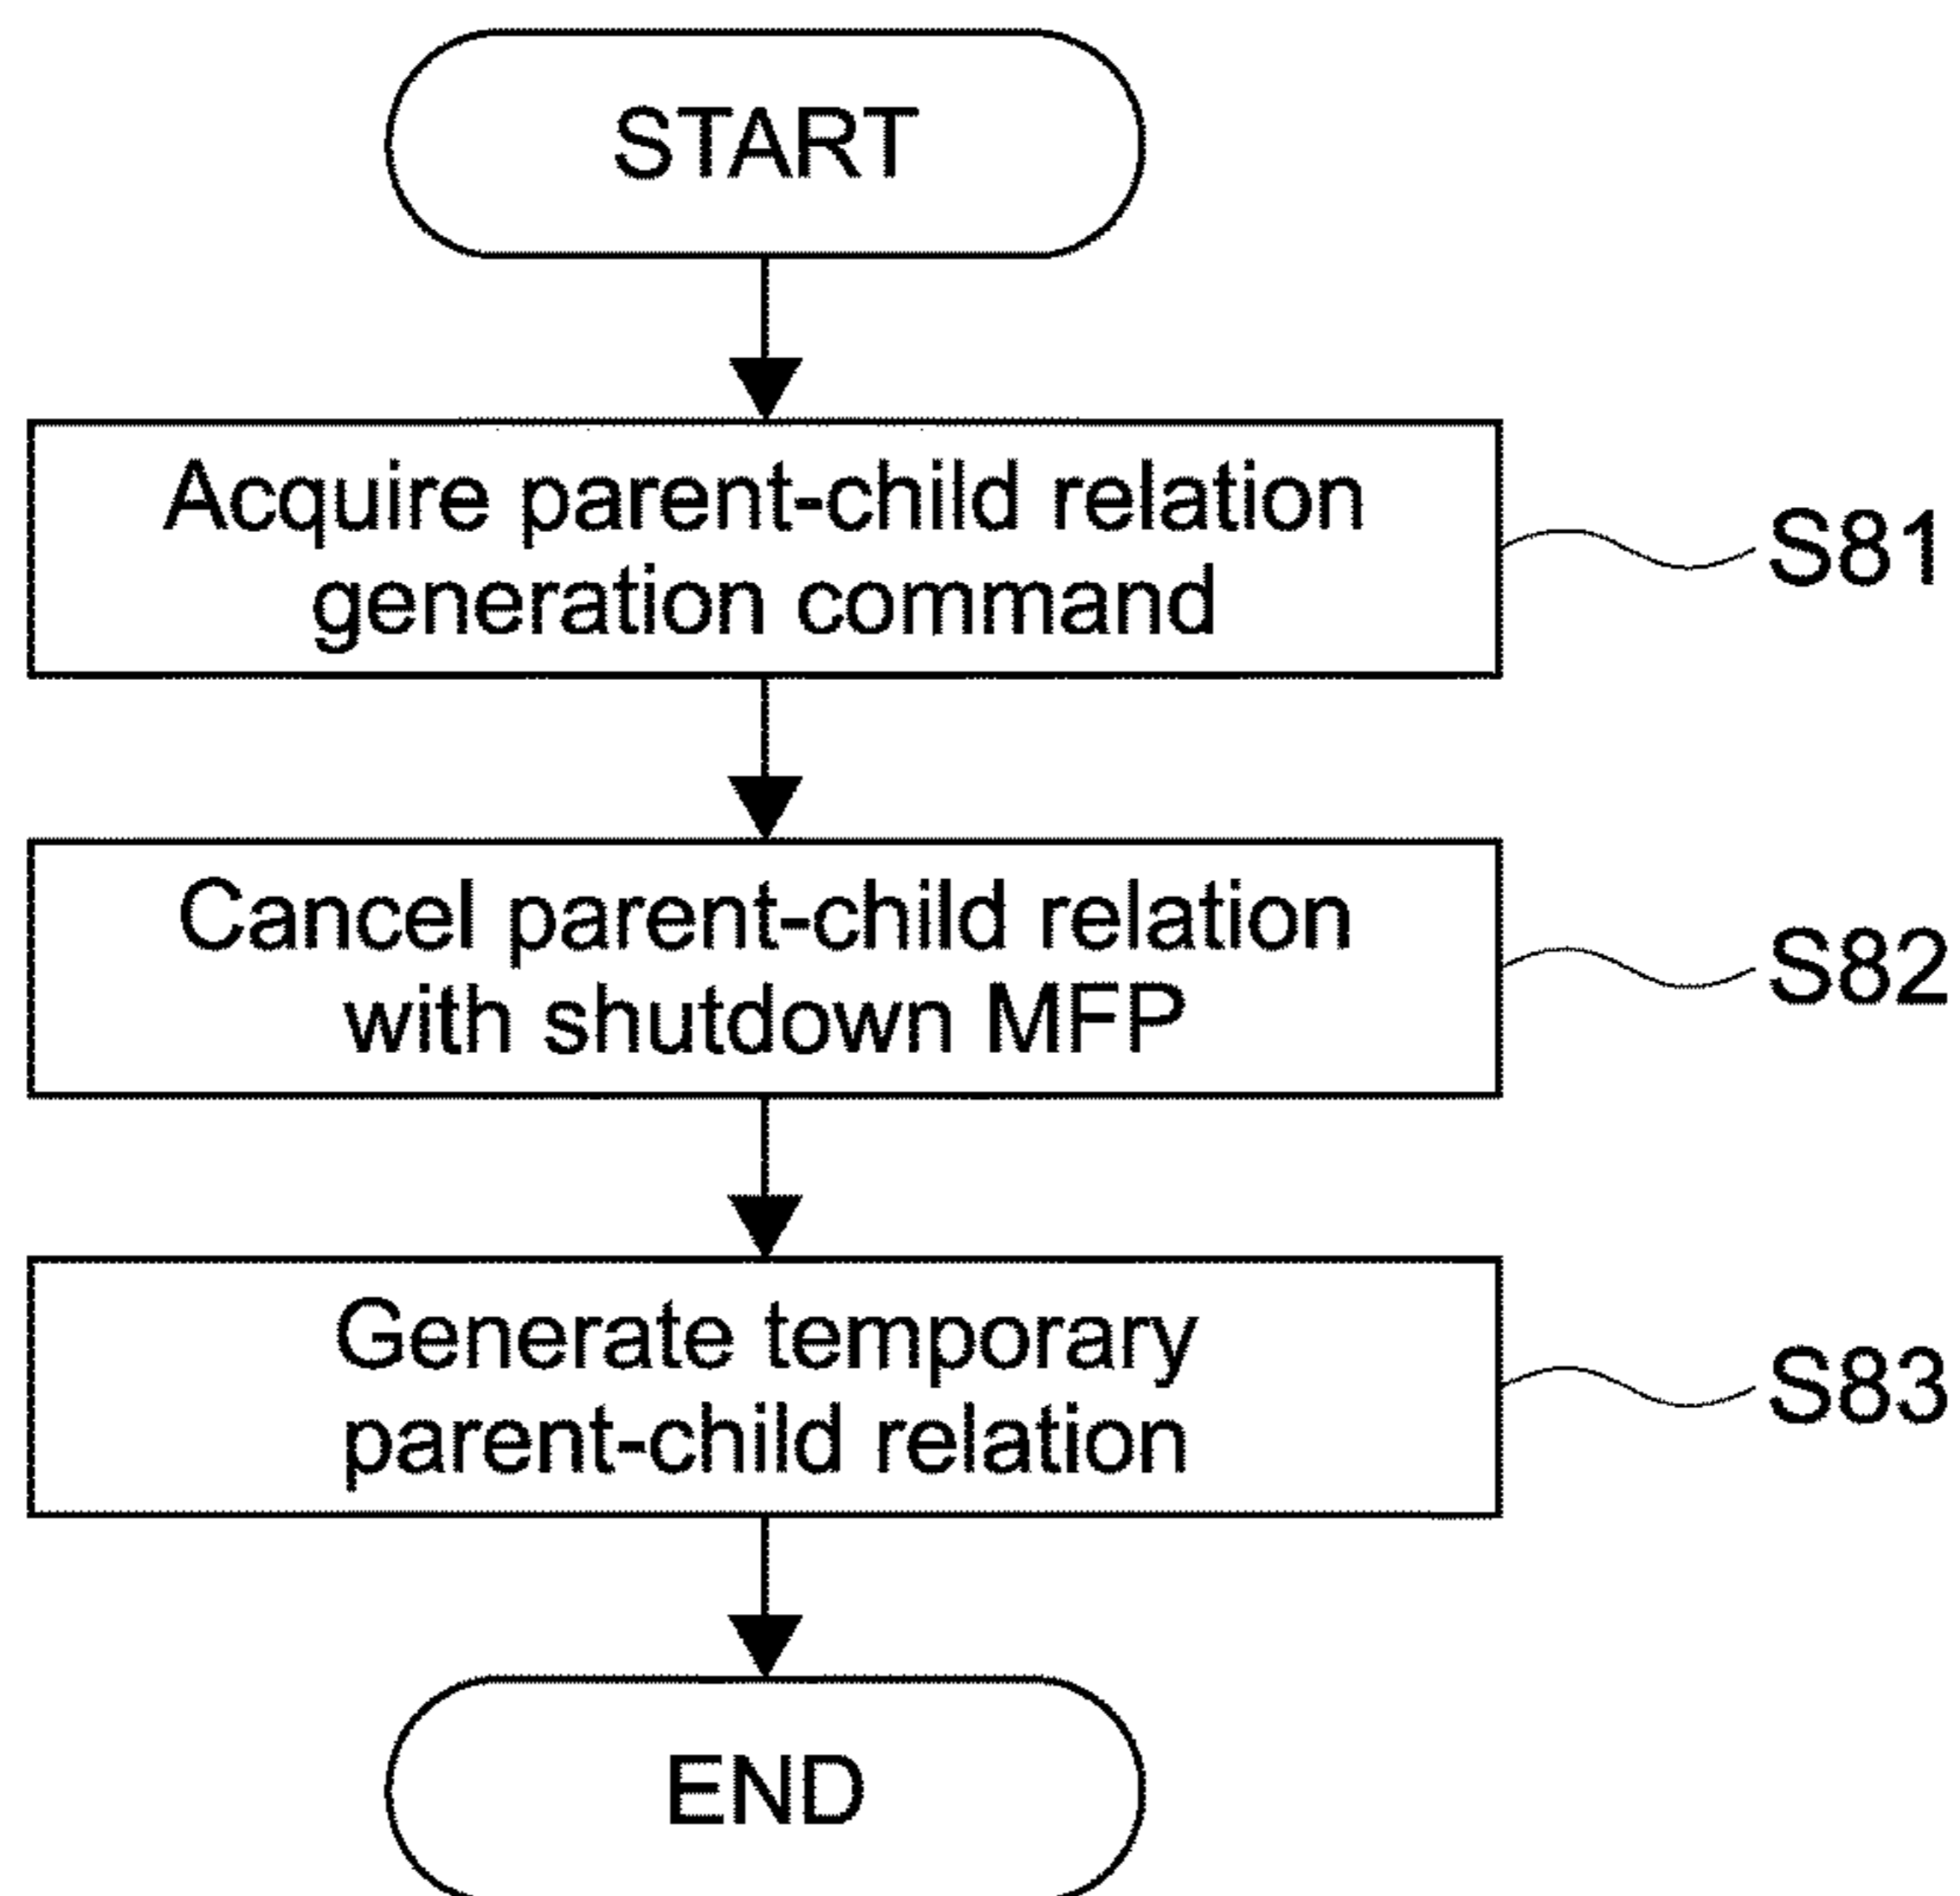 START
Acquire parent-child relation
generation command
S81
Cancel parent-child relation
with shutdown MFP
S82
Generate temporary
parent-child relation
S83
END